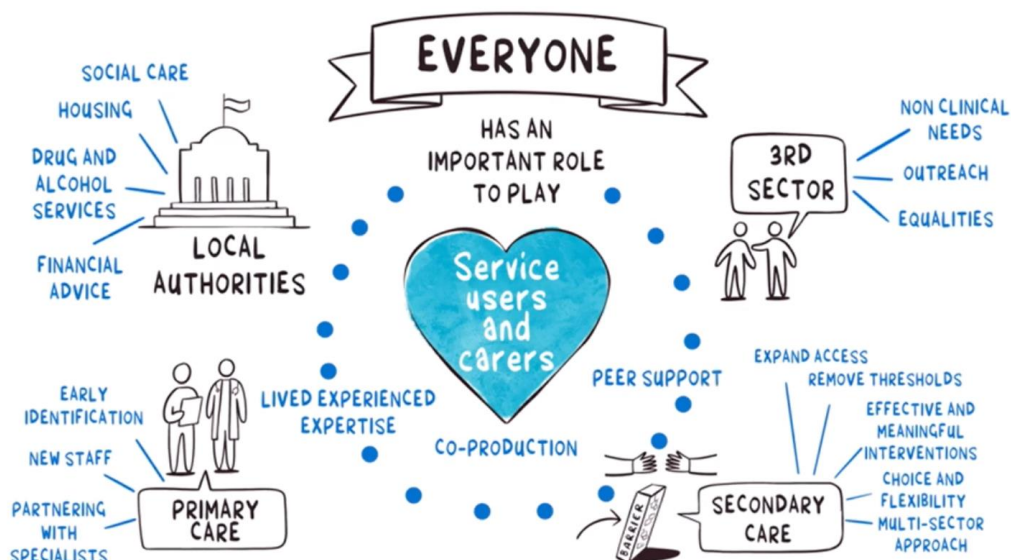 EVERYONE
HAS AN
IMPORTANT ROLE
TO PLAY
SOCIAL CARE
HOUSING
DRUG AND
ALCOHOL
SERVICES
FINANCIAL
ADVICE
LOCAL
AUTHORITIES
3RD
SECTOR
NON CLINICAL
NEEDS
OUTREACH
EQUALITIES
Service
users
and
carers
LIVED EXPERIENCED
EXPERTISE
CO-PRODUCTION
PEER SUPPORT
EARLY
IDENTIFICATION
NEW STAFF
PARTNERING
WITH
SPECIALISTS
PRIMARY
CARE
EXPAND ACCESS
REMOVE THRESHOLDS
EFFECTIVE AND
MEANINGFUL
INTERVENTIONS
CHOICE AND
FLEXIBILITY
MULTI-SECTOR
APPROACH
SECONDARY
CARE
BARRIER